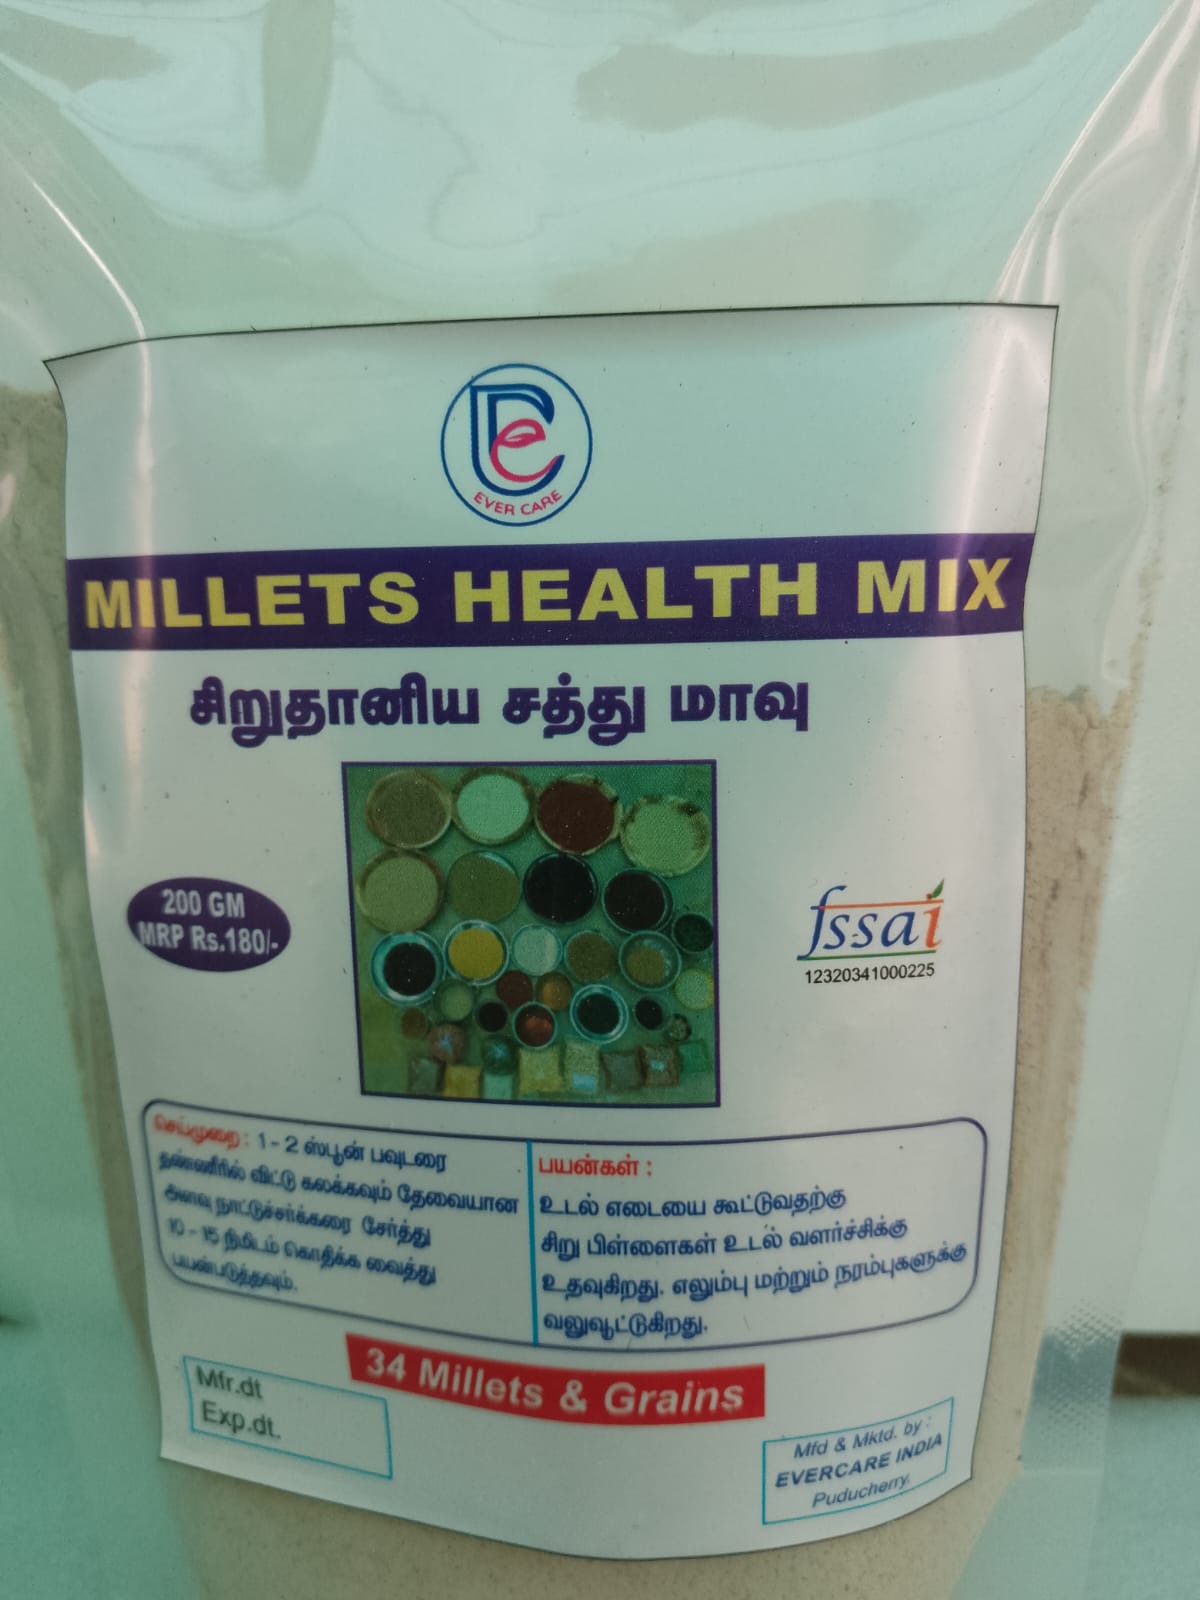 EVER CARE
MILLETS HEALTH MIX
சிறுதானிய சத்து மாவு
200 GM
MRP Rs.180/-
fssai
12320341000225
செய்முறை : 1 - 2 ஸ்பூன் பவுடரை
தண்ணீரில் விட்டு கலக்கவும் தேவையான
அளவு நாட்டுச்சர்க்கரை சேர்த்து
10 - 15 நிமிடம் கொதிக்க வைத்து
பயன்படுத்தவும்.
பயன்கள் :
உடல் எடையை கூட்டுவதற்கு
சிறு பிள்ளைகள் உடல் வளர்ச்சிக்கு
உதவுகிறது. எலும்பு மற்றும் நரம்புகளுக்கு
வலுவூட்டுகிறது.
34 Millets & Grains
Mfr.dt
Exp.dt.
Mfd & Mktd. by :
EVERCARE INDIA
Puducherry.